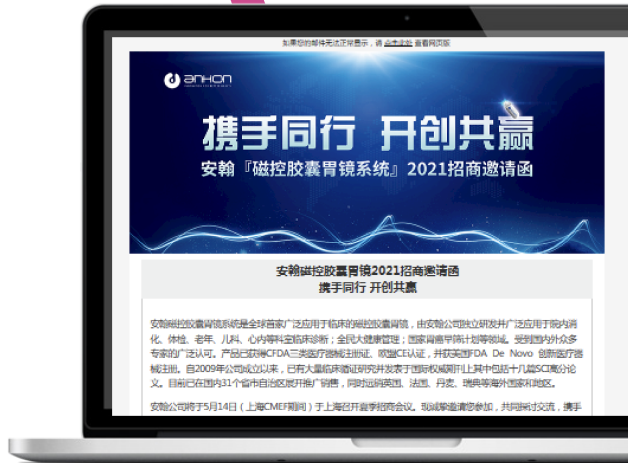 如果您的邮件无法正常显示，请 点击此处 查看网页版
ANKON
携手同行 开创共赢
安翰『磁控胶囊胃镜系统』2021招商邀请函
安翰磁控胶囊胃镜2021招商邀请函
携手同行 开创共赢
安翰磁控胶囊胃镜系统是全球首家广泛应用于临床的磁控胶囊胃镜，由安翰公司独立研发并广泛应用于院内消
化、体检、老年、儿科、心内等科室临床诊断；全民大健康管理；国家胃癌早筛计划等领域。受到国内外众多
专家的广泛认可。产品已获得CFDA三类医疗器械注册证、欧盟CE认证，并获美国FDA De Novo 创新医疗器
械注册。自2009年公司成立以来，已有大量临床循证研究并发表于国际权威期刊上其中包括十几篇SCI高分论
文。目前已在国内31个省市自治区展开推广销售，同时远销英国、法国、丹麦、瑞典等海外国家和地区。
安翰公司将于5月14日（上海CMEF期间）于上海召开夏季招商会议。现诚挚邀请您参加，共同探讨交流，携手